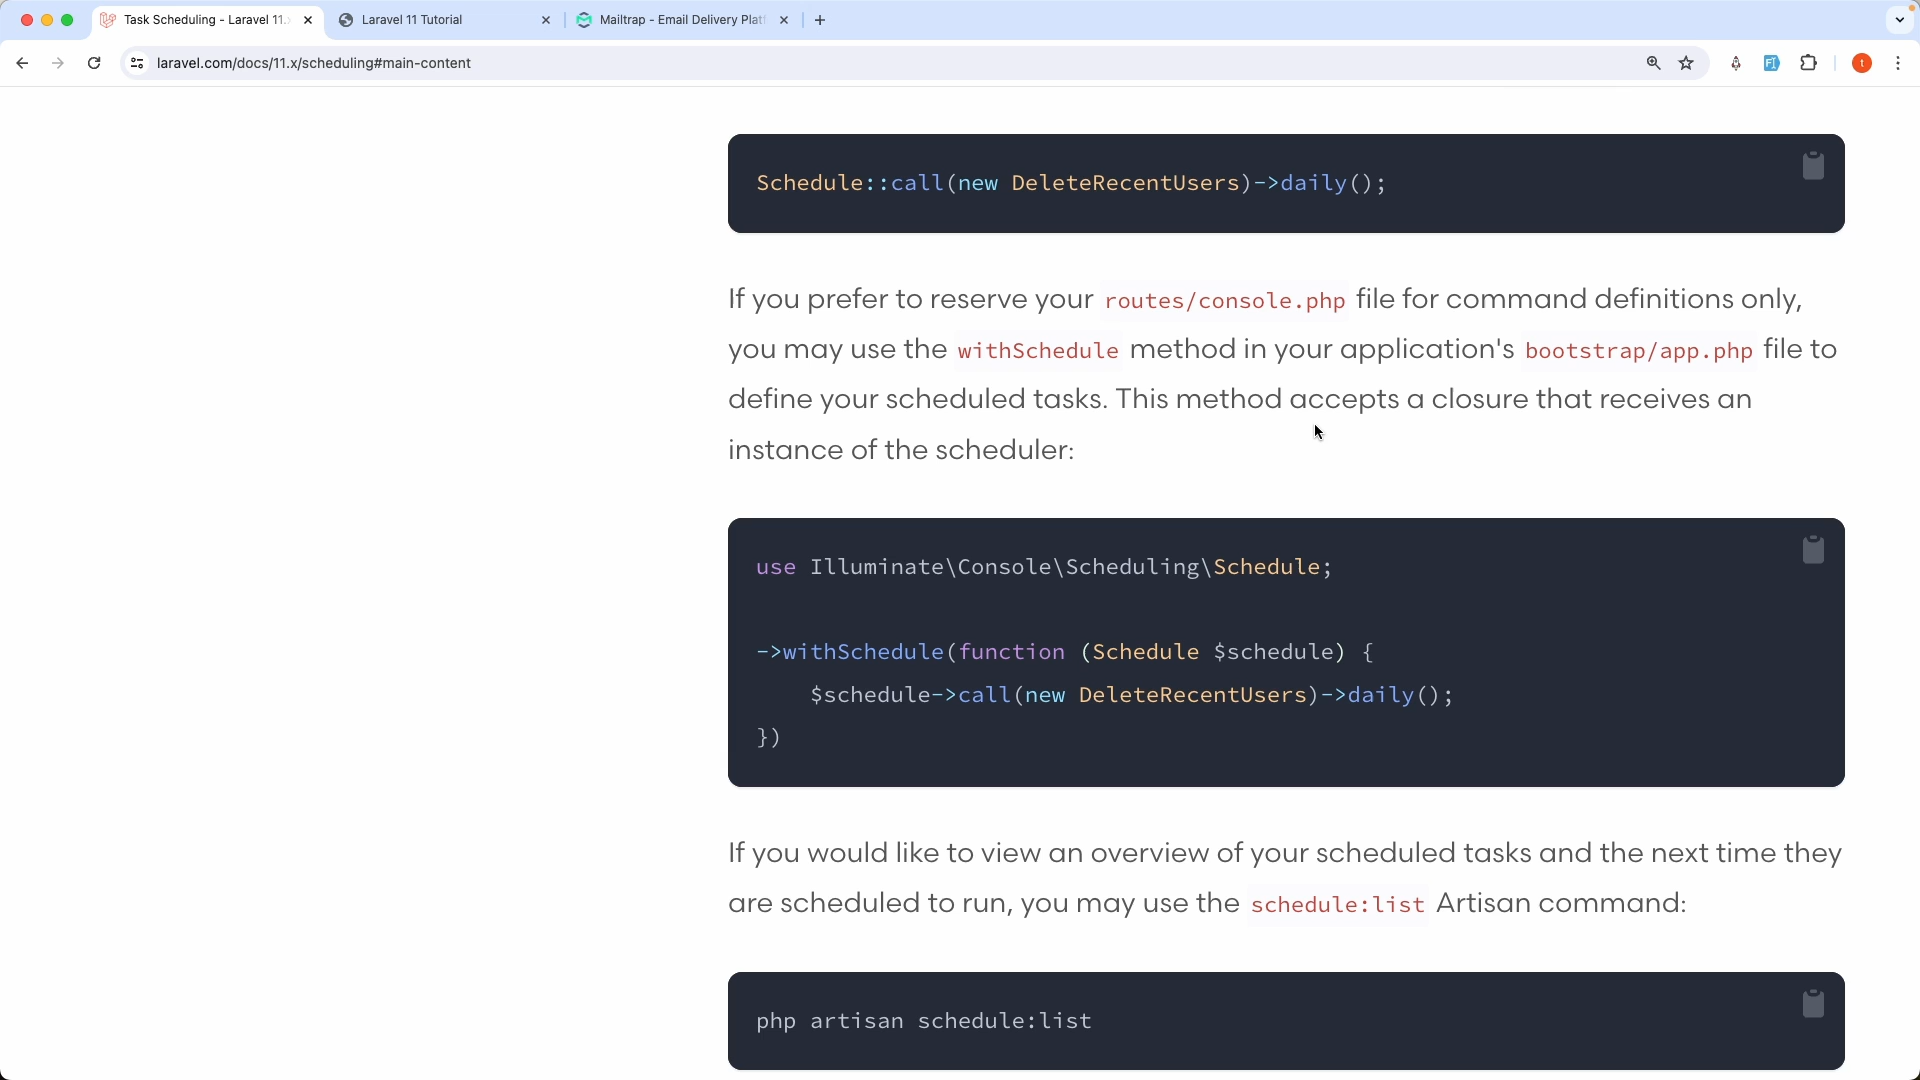 Task Scheduling - Laravel 11.
Laravel 11 Tutorial
Mailtrap - Email Delivery Plat
laravel.com/docs/11.x/scheduling#main-content
t
Schedule::call(new DeleteRecentUsers)->daily();
If you prefer to reserve your routes/console.php file for command definitions only,
you may use the withSchedule method in your application's bootstrap/app.php file to
define your scheduled tasks. This method accepts a closure that receives an
instance of the scheduler:
use Illuminate\Console\Scheduling\Schedule;
->withSchedule(function (Schedule $schedule) {
    $schedule->call(new DeleteRecentUsers)->daily();
})
If you would like to view an overview of your scheduled tasks and the next time they
are scheduled to run, you may use the schedule:list Artisan command:
php artisan schedule:list